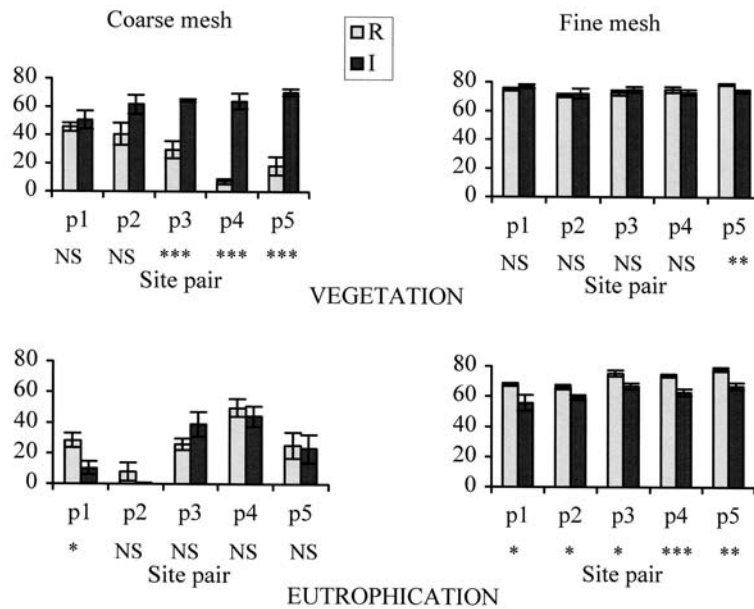 Coarse mesh
R
I
Fine mesh
80
60
40
20
0
p1 p2 p3 p4 p5
NS NS *** *** ***
Site pair
80
60
40
20
0
p1 p2 p3 p4 p5
NS NS NS NS **
Site pair
VEGETATION
80
60
40
20
0
p1 p2 p3 p4 p5
* NS NS NS NS
Site pair
80
60
40
20
0
p1 p2 p3 p4 p5
* * * *** **
Site pair
EUTROPHICATION